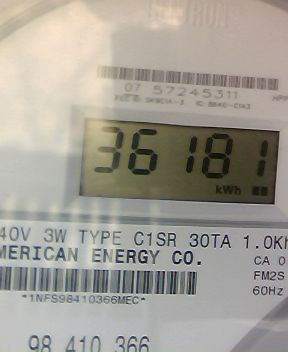 07 57245311
36181
kWh
40V 3W TYPE C1SR 30TA 1.0Kh
MERICAN ENERGY CO.
CA 0
FM2S
60Hz
*1NFS98410366MEC*
98 410 366